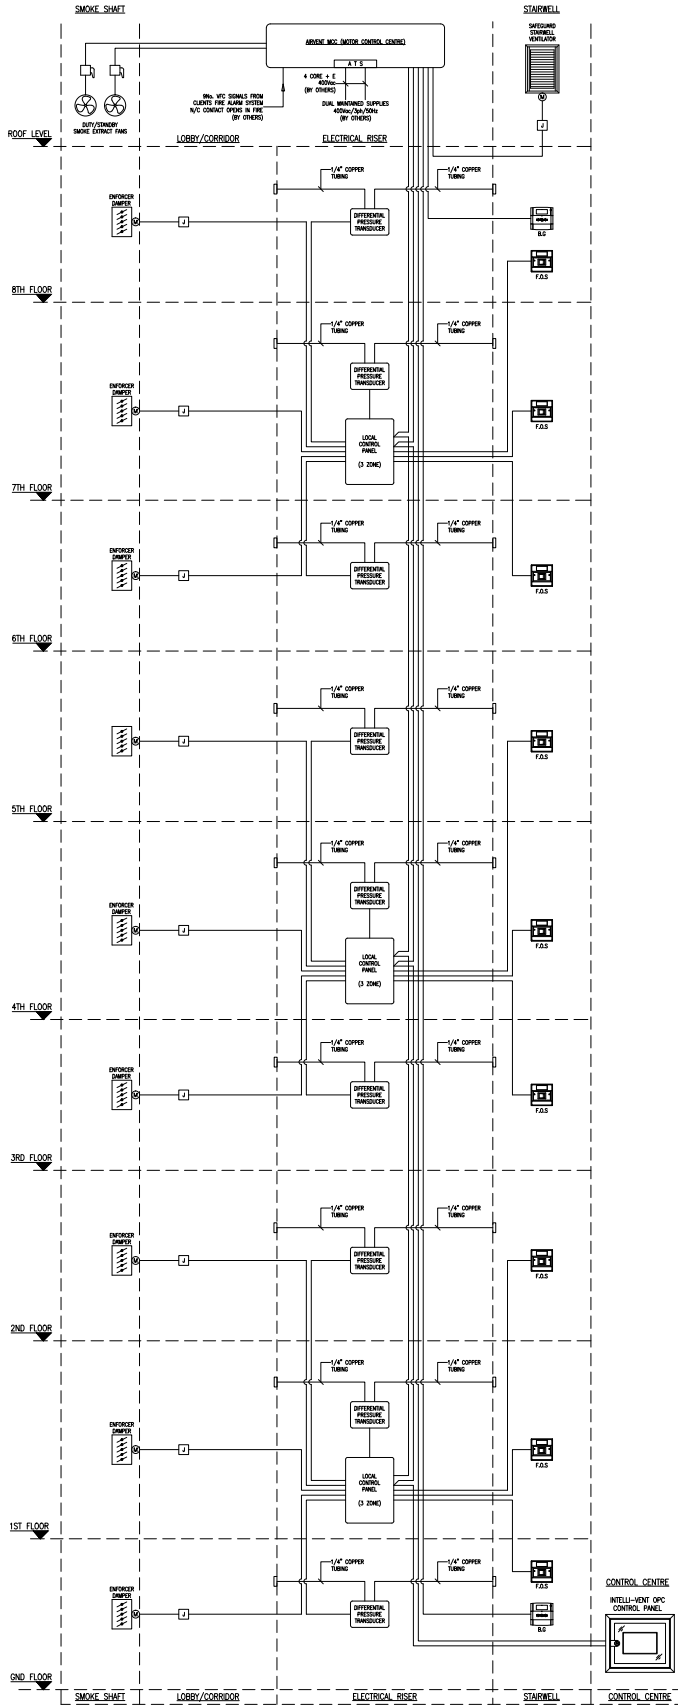 SMOKE SHAFT
STAIRWELL
SAFEGUARD
STAIRWELL
VENTILATOR
AIRVENT MCC (MOTOR CONTROL CENTRE)
A T S
4 CORE + E
400Vac
(BY OTHERS)
9No. VFC SIGNALS FROM
CLIENTS FIRE ALARM SYSTEM
N/C CONTACT OPENS IN FIRE
(BY OTHERS)
DUAL MAINTAINED SUPPLIES
400Vac/3ph/50Hz
(BY OTHERS)
M
J
DUTY/STANDBY
SMOKE EXTRACT FANS
ROOF LEVEL
LOBBY/CORRIDOR
ELECTRICAL RISER
1/4" COPPER
TUBING
1/4" COPPER
TUBING
ENFORCER
DAMPER
M
J
DIFFERENTIAL
PRESSURE
TRANSDUCER
B.G
F.O.S
8TH FLOOR
1/4" COPPER
TUBING
1/4" COPPER
TUBING
DIFFERENTIAL
PRESSURE
TRANSDUCER
ENFORCER
DAMPER
M
J
F.O.S
LOCAL
CONTROL
PANEL
(3 ZONE)
7TH FLOOR
1/4" COPPER
TUBING
1/4" COPPER
TUBING
ENFORCER
DAMPER
M
J
DIFFERENTIAL
PRESSURE
TRANSDUCER
F.O.S
6TH FLOOR
1/4" COPPER
TUBING
1/4" COPPER
TUBING
M
J
DIFFERENTIAL
PRESSURE
TRANSDUCER
F.O.S
5TH FLOOR
1/4" COPPER
TUBING
1/4" COPPER
TUBING
DIFFERENTIAL
PRESSURE
TRANSDUCER
ENFORCER
DAMPER
M
J
F.O.S
LOCAL
CONTROL
PANEL
(3 ZONE)
4TH FLOOR
1/4" COPPER
TUBING
1/4" COPPER
TUBING
ENFORCER
DAMPER
M
J
DIFFERENTIAL
PRESSURE
TRANSDUCER
F.O.S
3RD FLOOR
1/4" COPPER
TUBING
1/4" COPPER
TUBING
ENFORCER
DAMPER
M
J
DIFFERENTIAL
PRESSURE
TRANSDUCER
F.O.S
2ND FLOOR
1/4" COPPER
TUBING
1/4" COPPER
TUBING
DIFFERENTIAL
PRESSURE
TRANSDUCER
ENFORCER
DAMPER
M
J
F.O.S
LOCAL
CONTROL
PANEL
(3 ZONE)
1ST FLOOR
1/4" COPPER
TUBING
1/4" COPPER
TUBING
F.O.S
ENFORCER
DAMPER
M
J
DIFFERENTIAL
PRESSURE
TRANSDUCER
B.G
CONTROL CENTRE
INTELLI-VENT OPC
CONTROL PANEL
GND FLOOR
SMOKE SHAFT
LOBBY/CORRIDOR
ELECTRICAL RISER
STAIRWELL
CONTROL CENTRE